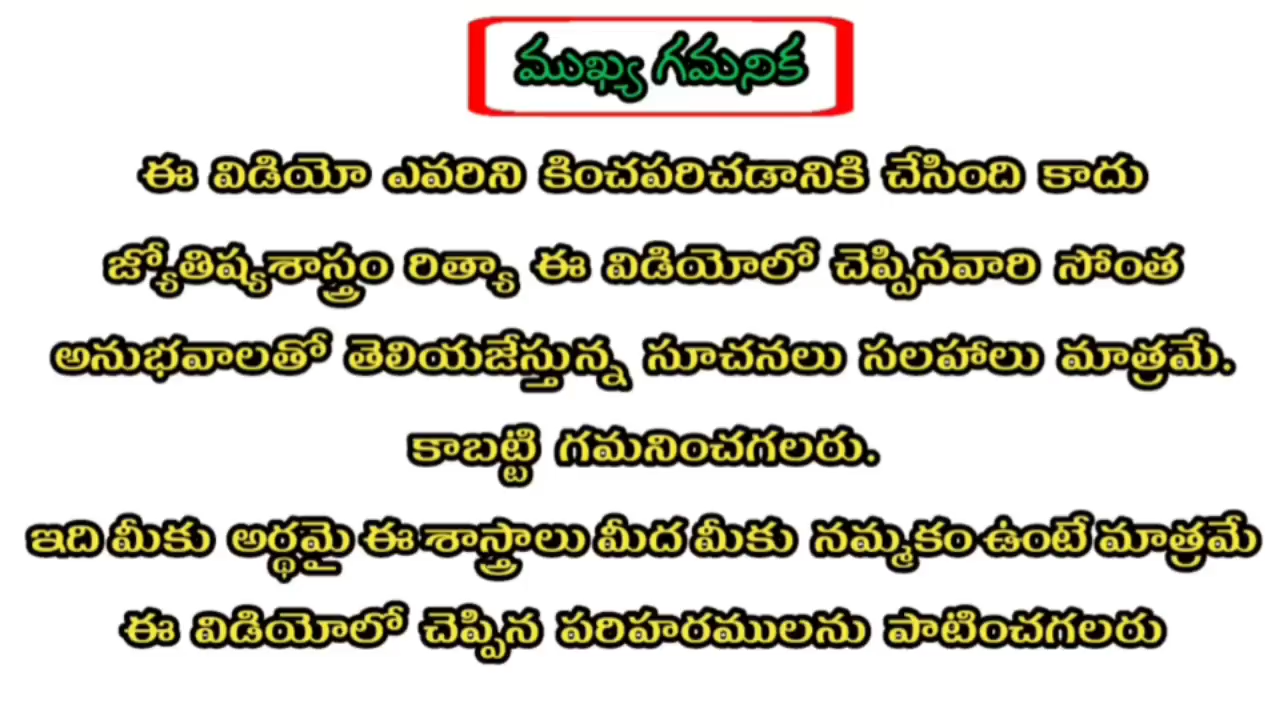 ముఖ్య గమనిక
ఈ విడియో ఎవరిని కించపరిచడానికి చేసింది కాదు
జ్యోతిష్యశాస్త్రం రిత్యా ఈ విడియోలో చెప్పినవారి సోంత
అనుభవాలతో తెలియజేస్తున్న సూచనలు సలహాలు మాత్రమే.
కాబట్టి గమనించగలరు.
ఇది మీకు అర్థమై ఈ శాస్త్రాలు మీద మీకు నమ్మకం ఉంటే మాత్రమే
ఈ విడియోలో చెప్పిన పరిహరములను పాటించగలరు